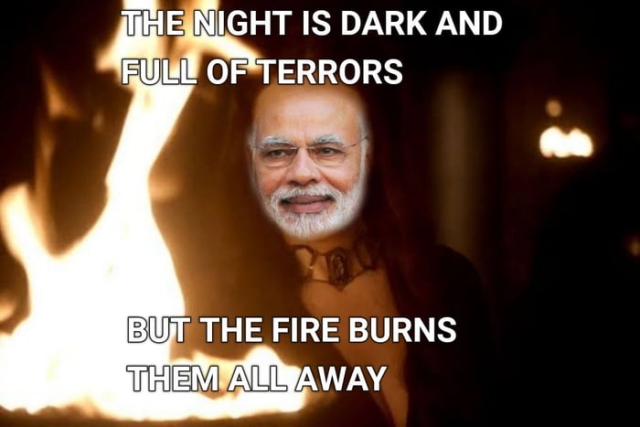 THE NIGHT IS DARK AND
FULL OF TERRORS
BUT THE FIRE BURNS
THEM ALL AWAY